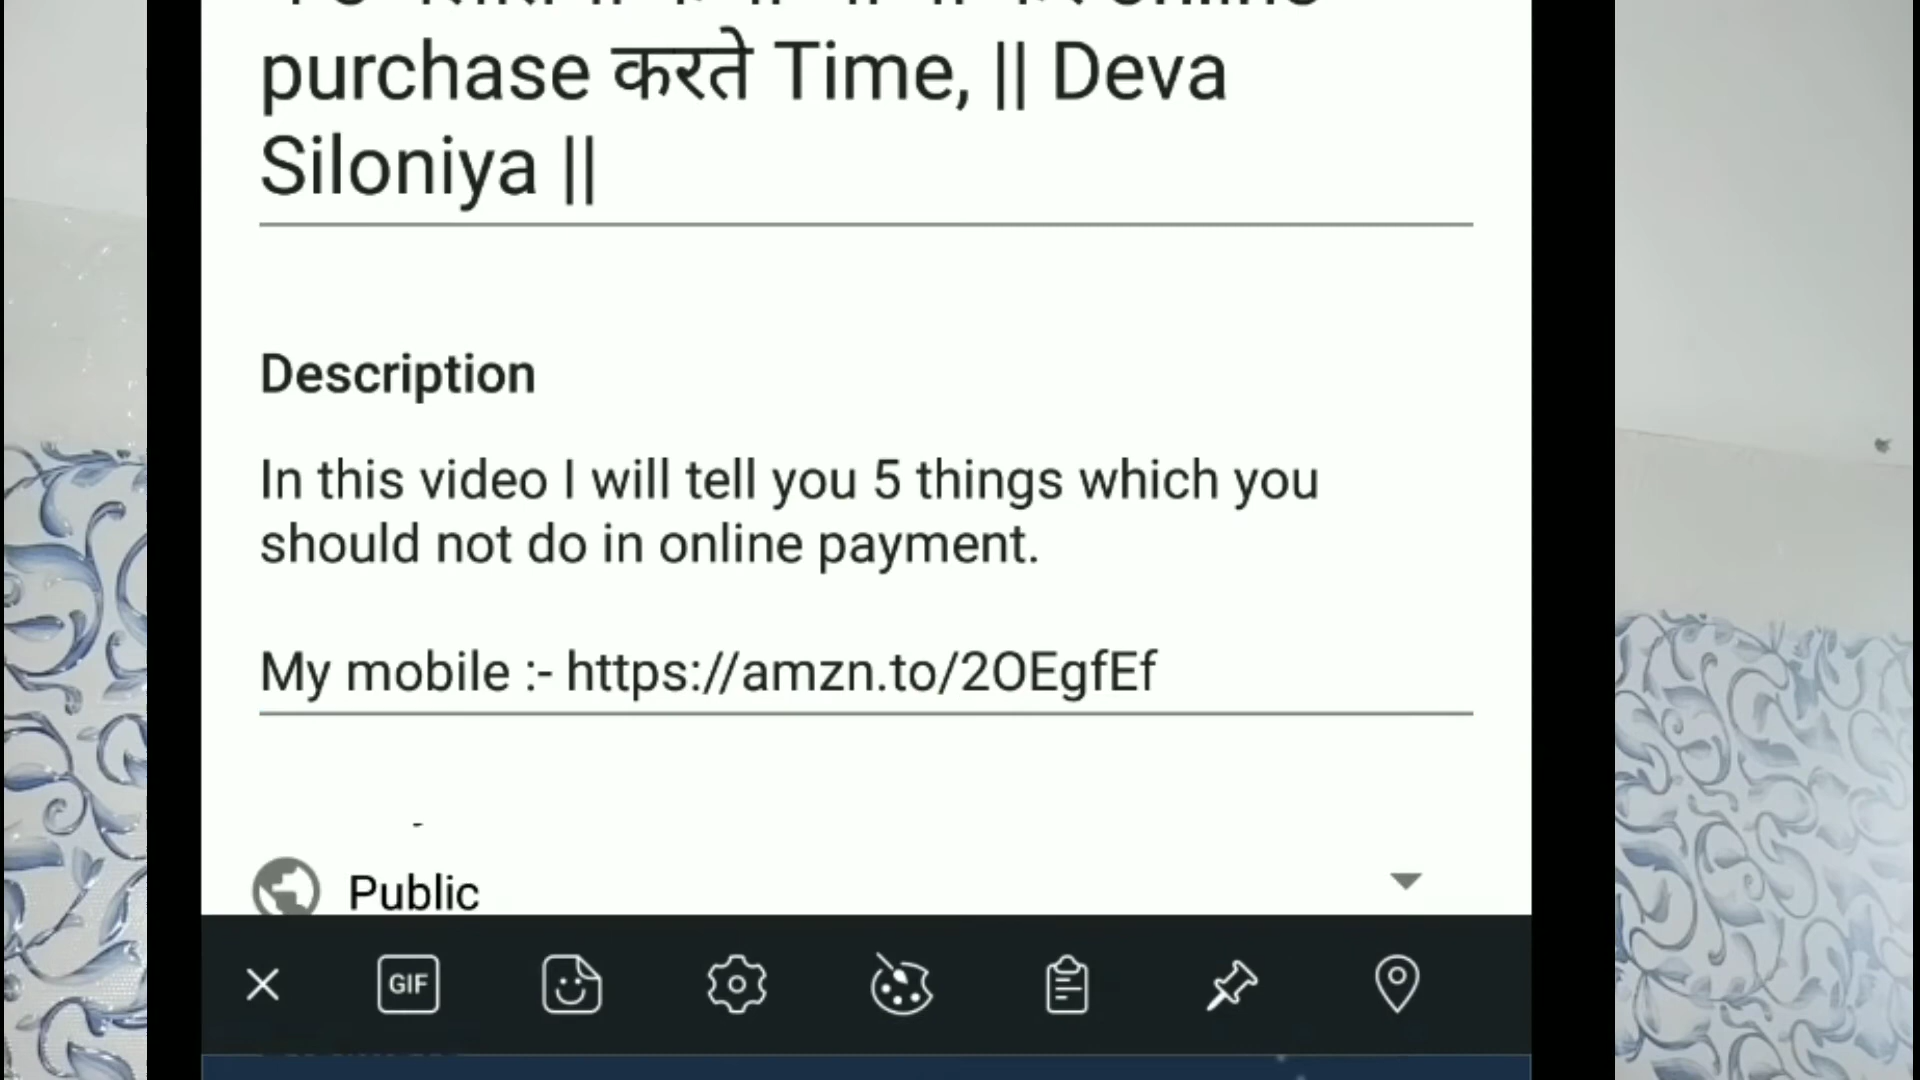 purchase करते Time, || Deva
Siloniya ||
Description
In this video I will tell you 5 things which you
should not do in online payment.
My mobile :- https://amzn.to/2OEgfEf
Public
GIF